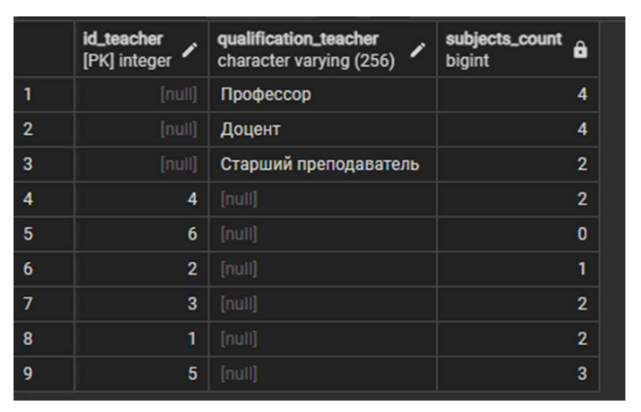 id_teacher qualification_teacher subjects_count
[PK] integer character varying (256) bigint
1 [null] Профессор 4
2 [null] Доцент 4
3 [null] Старший преподаватель 2
4 4 [null] 2
5 6 [null] 0
6 2 [null] 1
7 3 [null] 2
8 1 [null] 2
9 5 [null] 3